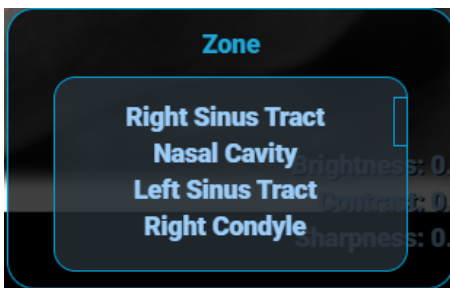 Zone
Right Sinus Tract
Nasal Cavity
Brightness: 0.
Left Sinus Tract
Contrast: 0.
Right Condyle
Sharpness: 0.